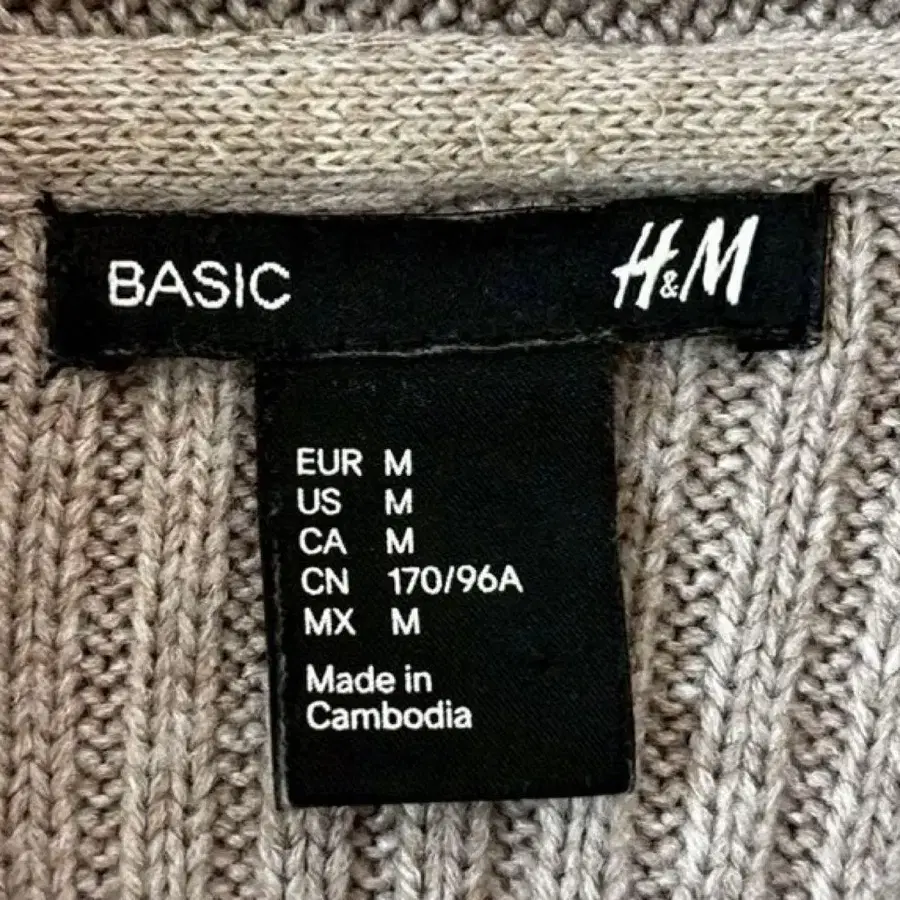 BASIC H&M
EUR M
US M
CA M
CN 170/96A
MX M
Made in
Cambodia